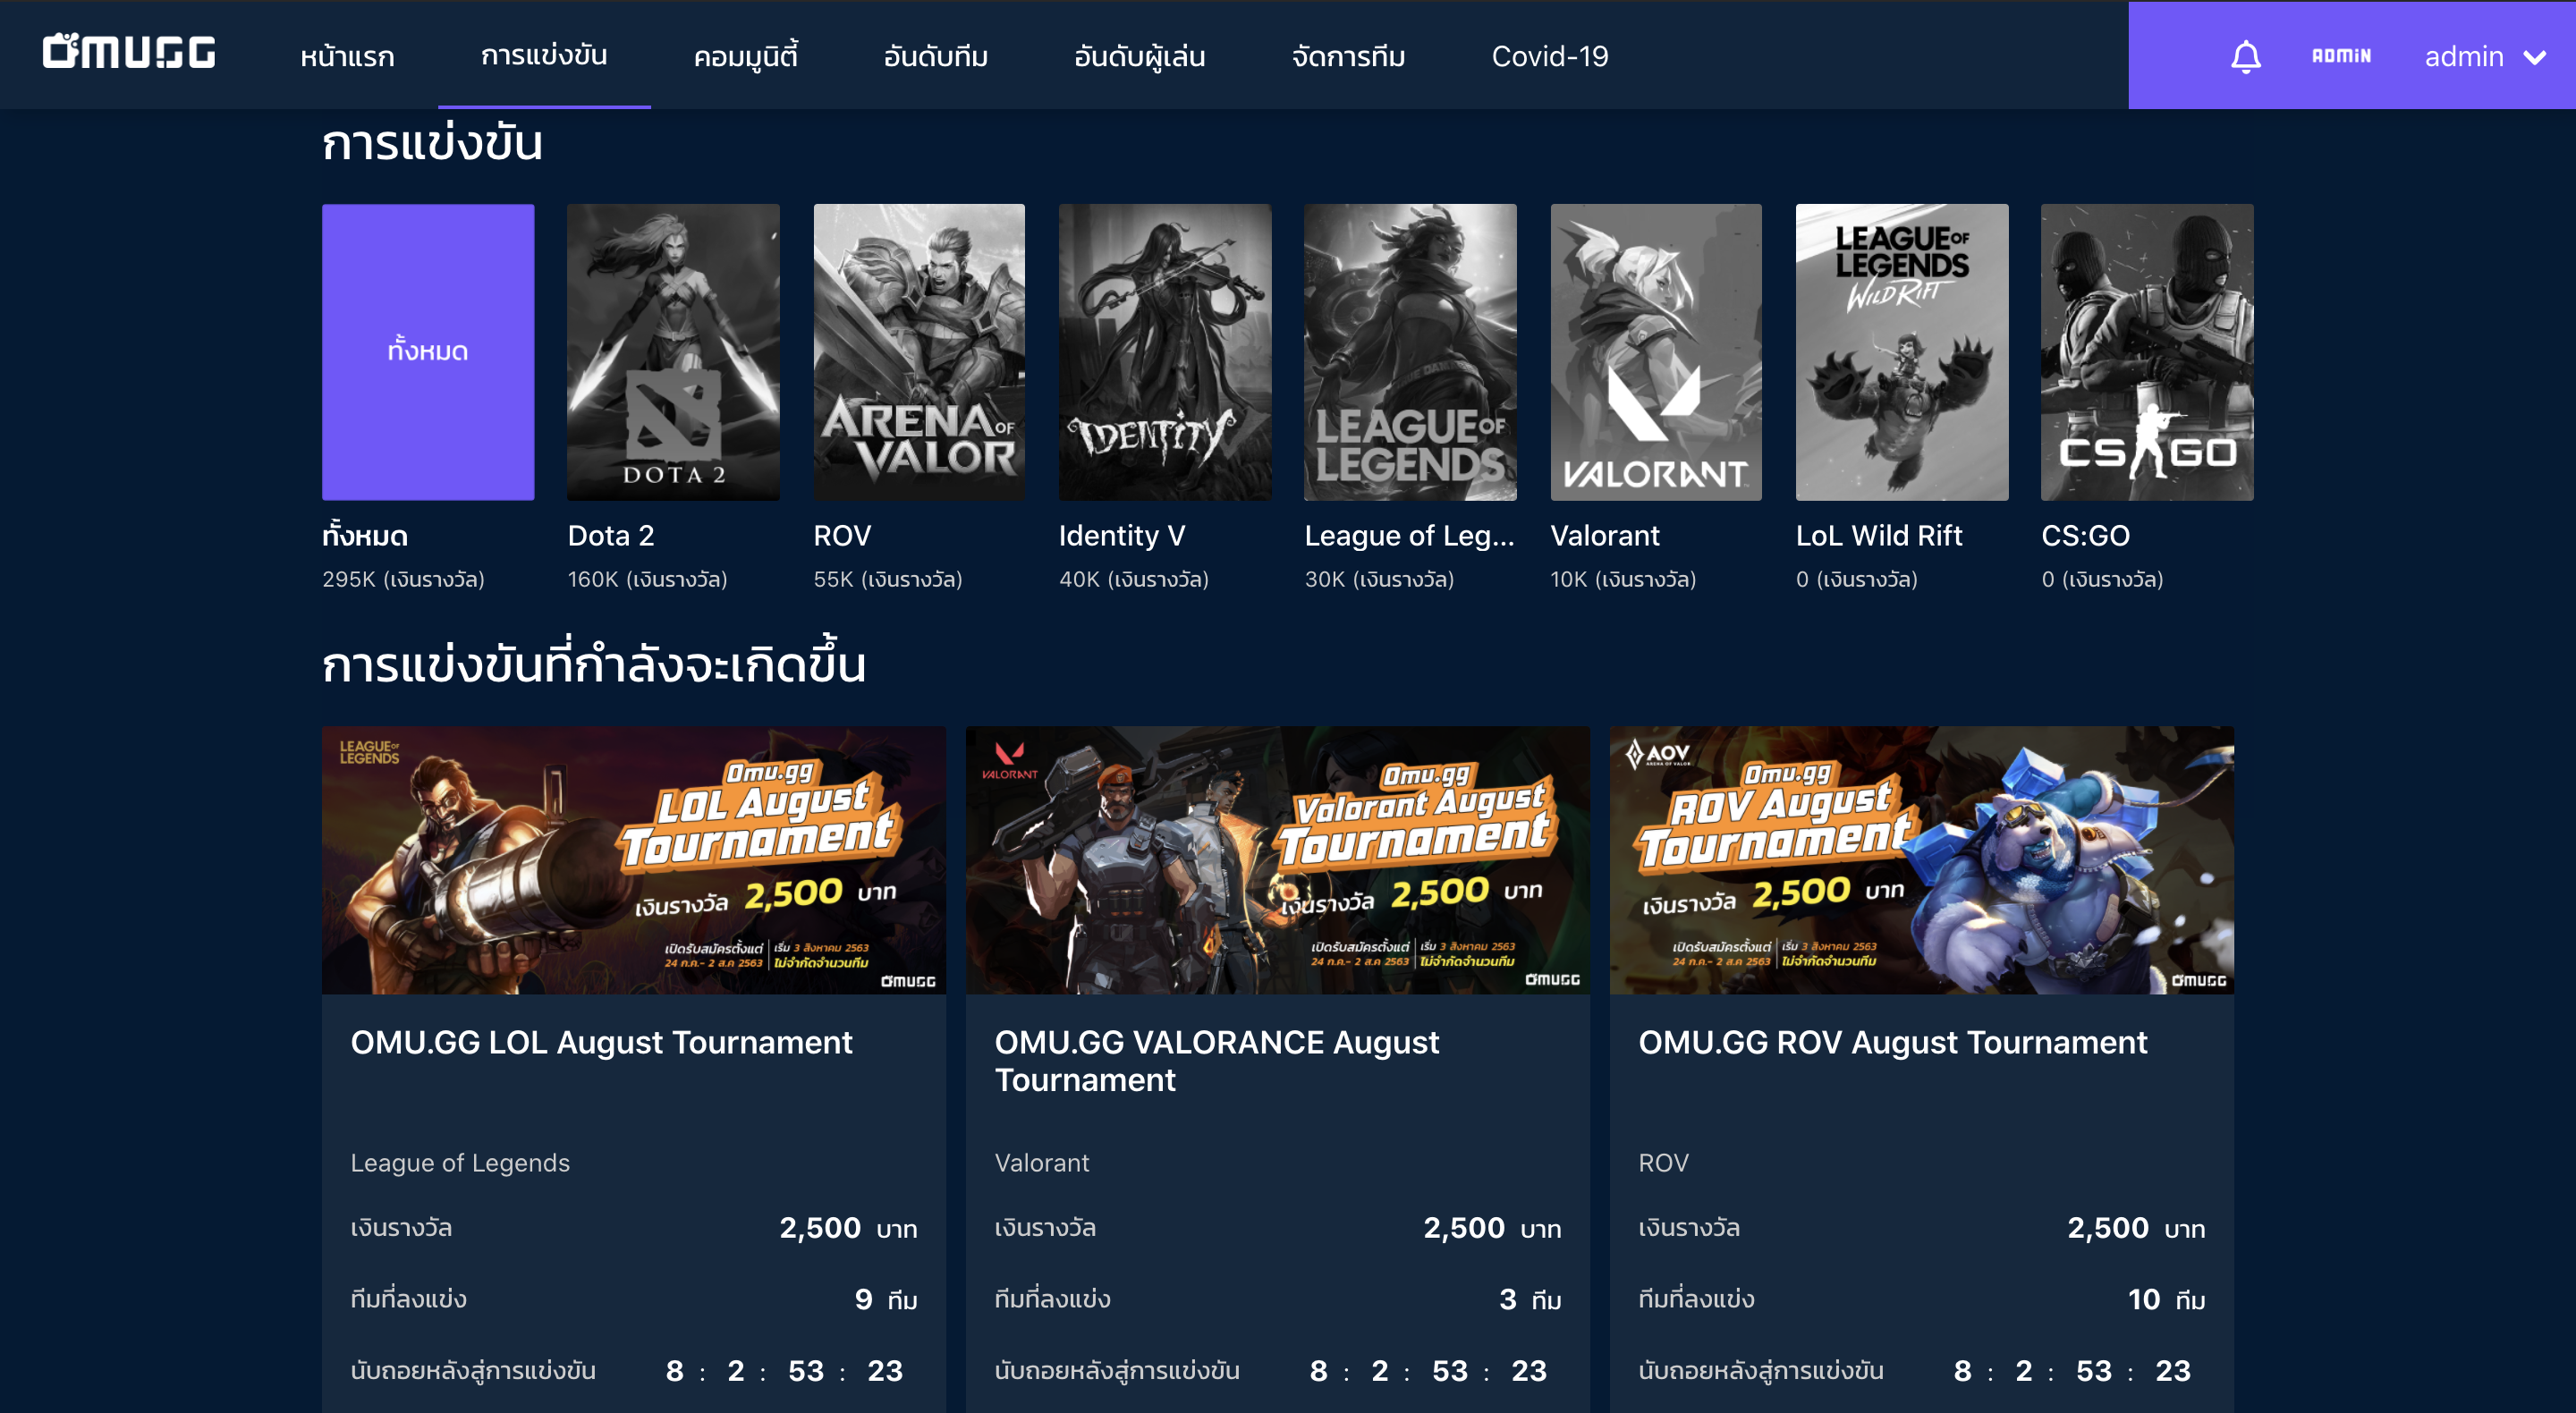 OMUGG
หน้าแรก
การแข่งขัน
คอมมูนิตี้
อันดับทีม
อันดับผู้เล่น
จัดการทีม
Covid-19
ADMIN
admin
การแข่งขัน
ทั้งหมด
DOTA 2
ARENA OF
VALOR
IDENTITY V
LEAGUE OF
LEGENDS
VALORANT
LEAGUE OF
LEGENDS
WILD RIFT
CS GO
ทั้งหมด
295K (เงินรางวัล)
Dota 2
160K (เงินรางวัล)
ROV
55K (เงินรางวัล)
Identity V
40K (เงินรางวัล)
League of Leg...
30K (เงินรางวัล)
Valorant
10K (เงินรางวัล)
LoL Wild Rift
0 (เงินรางวัล)
CS:GO
0 (เงินรางวัล)
การแข่งขันที่กำลังจะเกิดขึ้น
LEAGUE OF
LEGENDS
Omu.gg
LOL August
Tournament
เงินรางวัล 2,500 บาท
เปิดรับสมัครตั้งแต่ | เริ่ม 3 สิงหาคม 2563
24 ก.ค.- 2 ส.ค 2563 | ไม่จำกัดจำนวนทีม
OMUGG
OMU.GG LOL August Tournament
League of Legends
เงินรางวัล 2,500 บาท
ทีมที่ลงแข่ง 9 ทีม
นับถอยหลังสู่การแข่งขัน 8 : 2 : 53 : 23
VALORANT
Omu.gg
Valorant August
Tournament
เงินรางวัล 2,500 บาท
เปิดรับสมัครตั้งแต่ | เริ่ม 3 สิงหาคม 2563
24 ก.ค.- 2 ส.ค 2563 | ไม่จำกัดจำนวนทีม
OMUGG
OMU.GG VALORANCE August
Tournament
Valorant
เงินรางวัล 2,500 บาท
ทีมที่ลงแข่ง 3 ทีม
นับถอยหลังสู่การแข่งขัน 8 : 2 : 53 : 23
AOV
ARENA OF VALOR
Omu.gg
ROV August
Tournament
เงินรางวัล 2,500 บาท
เปิดรับสมัครตั้งแต่ | เริ่ม 3 สิงหาคม 2563
24 ก.ค.- 2 ส.ค 2563 | ไม่จำกัดจำนวนทีม
OMUGG
OMU.GG ROV August Tournament
ROV
เงินรางวัล 2,500 บาท
ทีมที่ลงแข่ง 10 ทีม
นับถอยหลังสู่การแข่งขัน 8 : 2 : 53 : 23